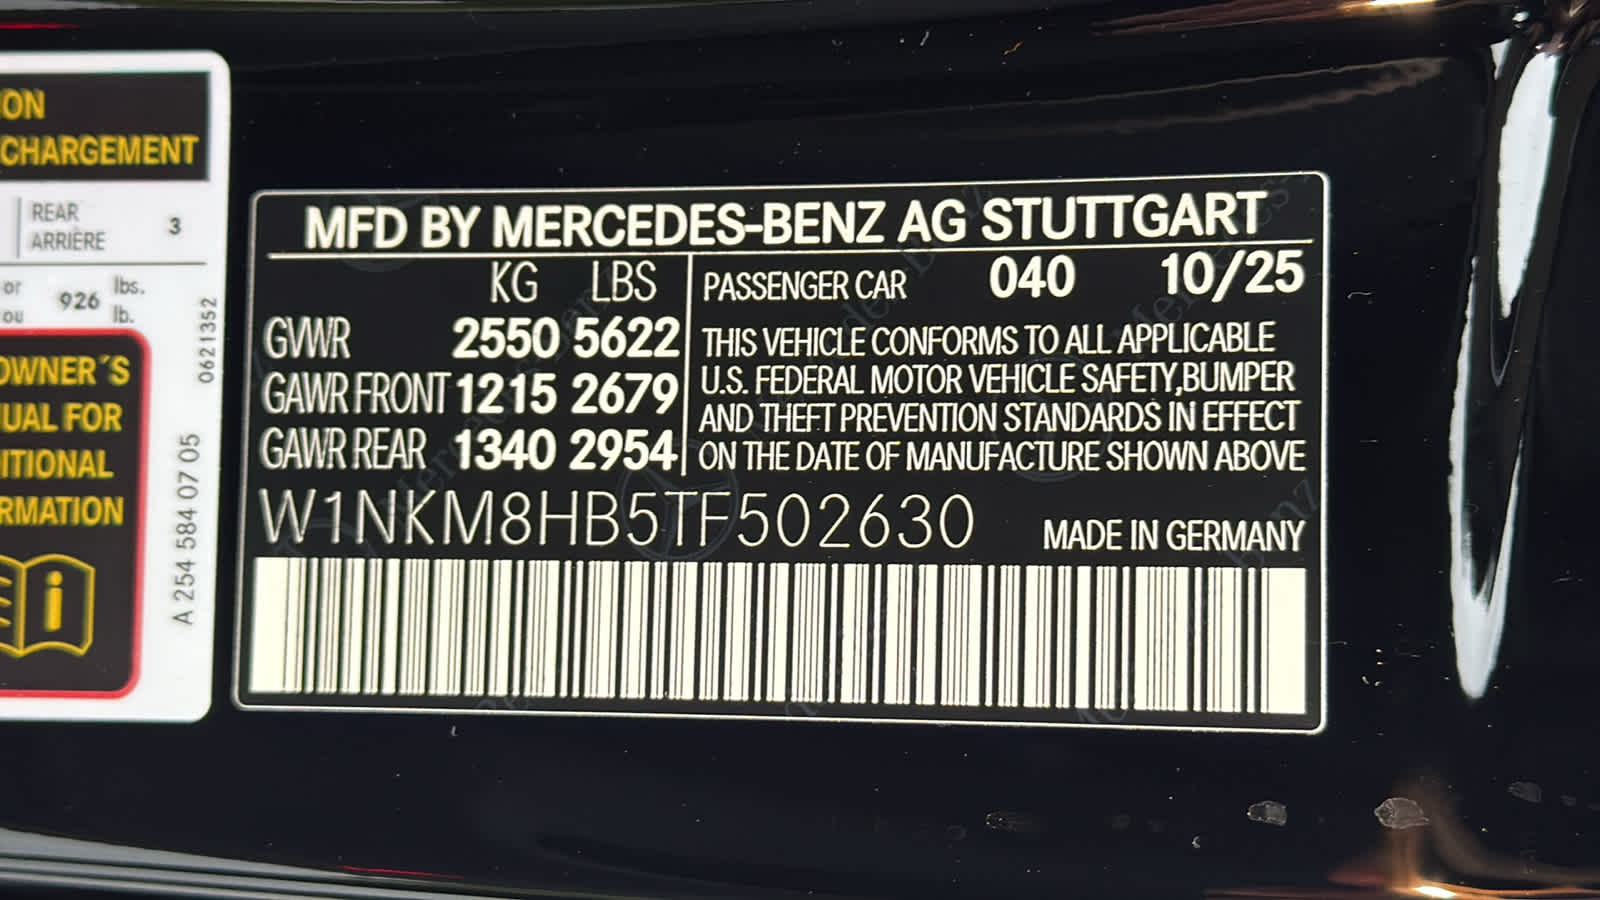 ON
CHARGEMENT
REAR
ARRIÈRE
3
or
ou
926
lbs.
lb.
OWNER´S
UAL FOR
ITIONAL
RMATION
0621352
A 254 584 07 05
MFD BY MERCEDES-BENZ AG STUTTGART
KG LBS
GVWR 2550 5622
GAWR FRONT 1215 2679
GAWR REAR 1340 2954
PASSENGER CAR 040 10/25
THIS VEHICLE CONFORMS TO ALL APPLICABLE
U.S. FEDERAL MOTOR VEHICLE SAFETY,BUMPER
AND THEFT PREVENTION STANDARDS IN EFFECT
ON THE DATE OF MANUFACTURE SHOWN ABOVE
W1NKM8HB5TF502630
MADE IN GERMANY